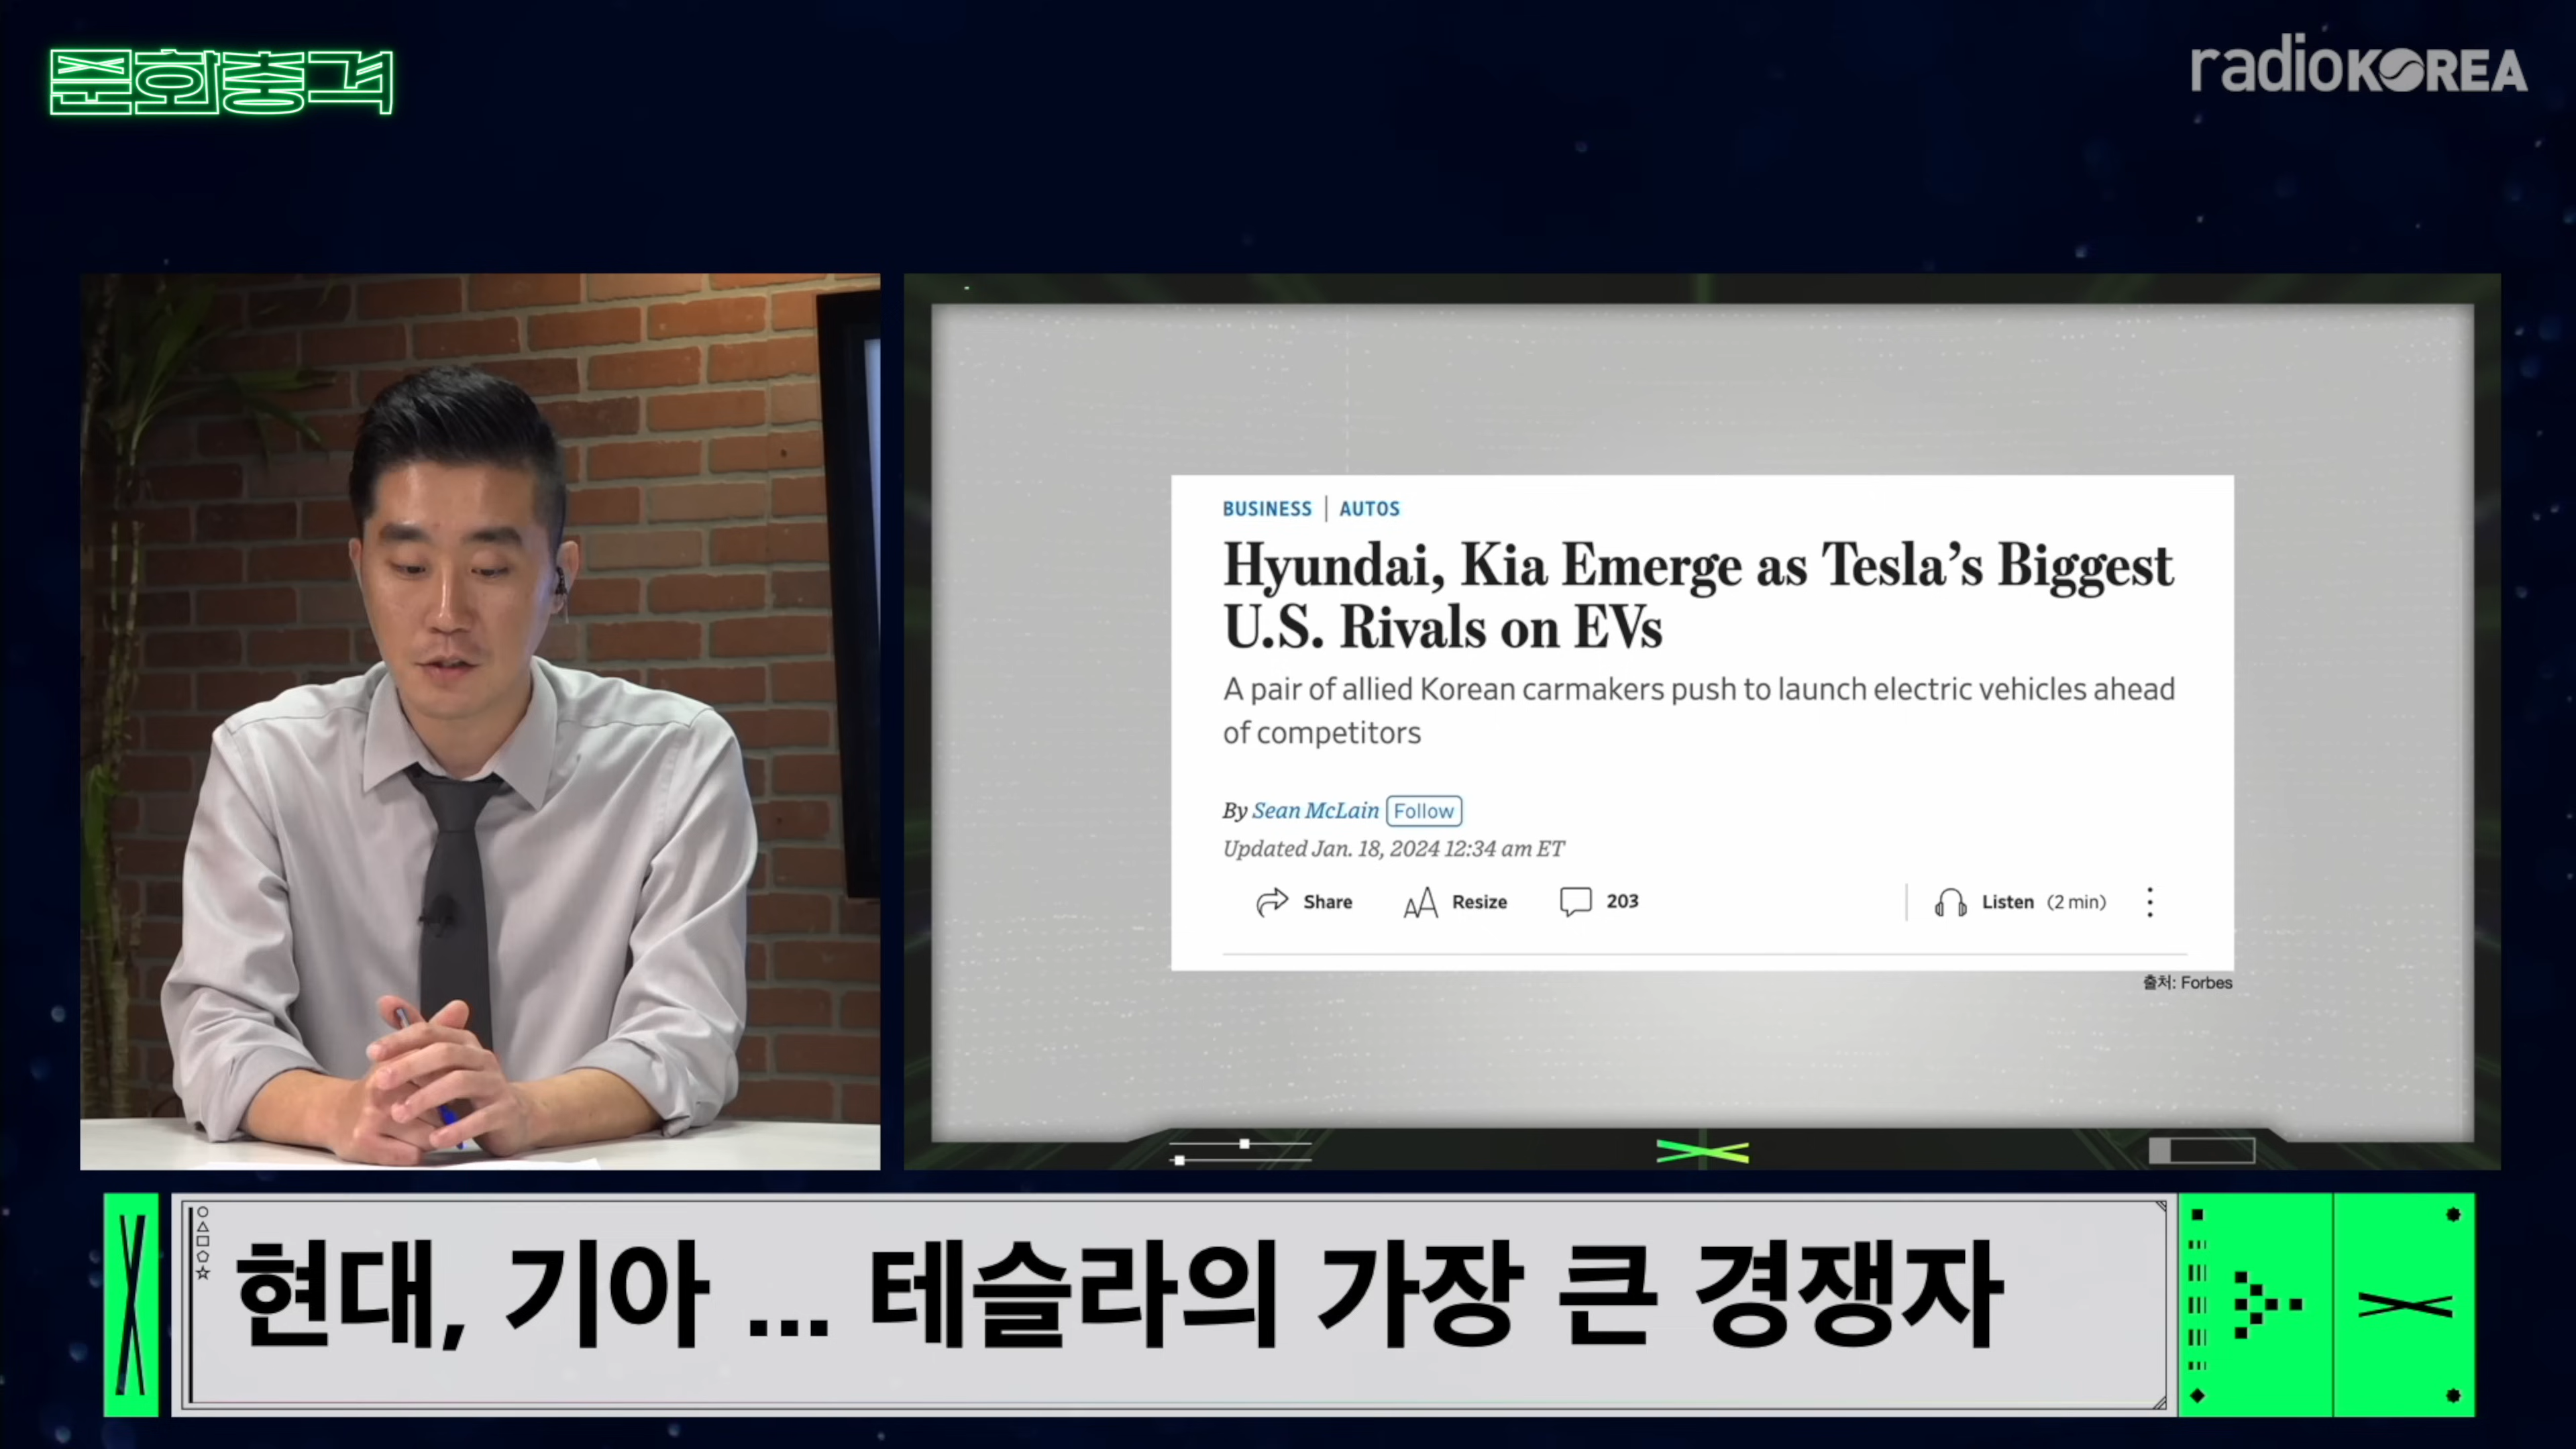 문화충격
radioKOREA
BUSINESS | AUTOS
Hyundai, Kia Emerge as Tesla’s Biggest
U.S. Rivals on EVs
A pair of allied Korean carmakers push to launch electric vehicles ahead
of competitors
By Sean McLain Follow
Updated Jan. 18, 2024 12:34 am ET
Share Resize 203 Listen (2 min)
출처: Forbes
현대, 기아 ... 테슬라의 가장 큰 경쟁자